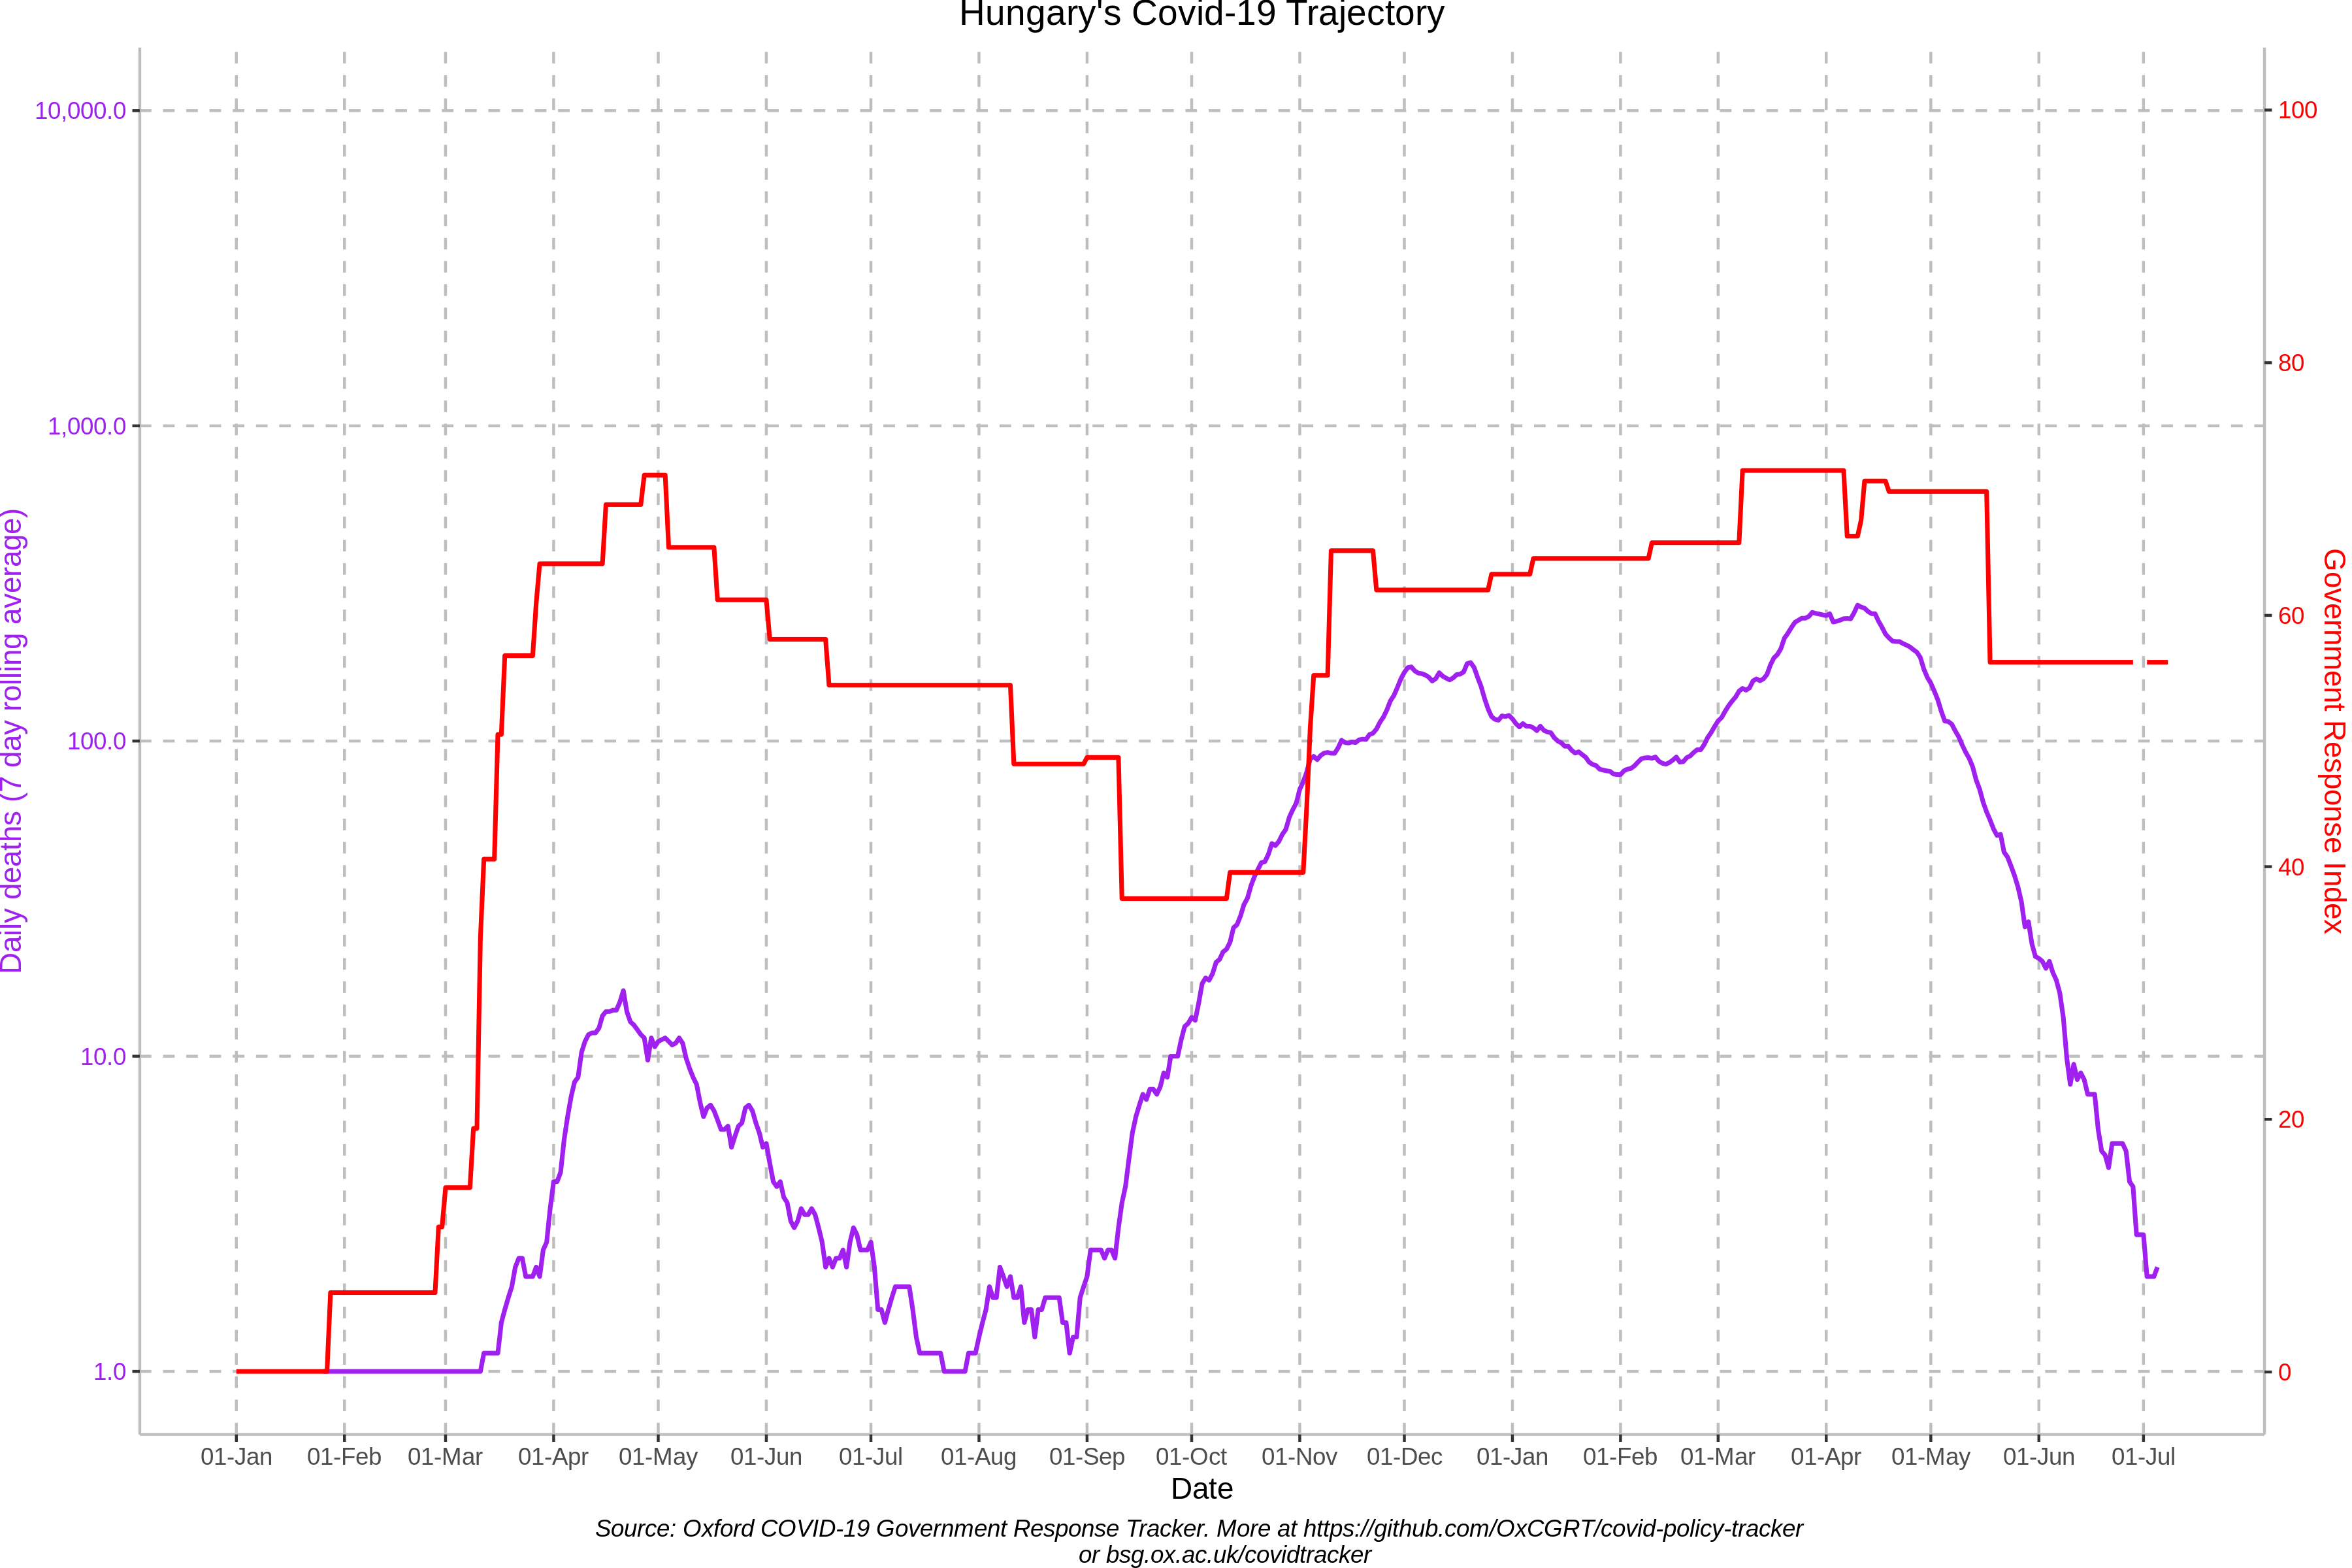 Hungary's Covid-19 Trajectory
10,000.0
1,000.0
100.0
10.0
1.0
Daily deaths (7 day rolling average)
100
80
60
40
20
0
Government Response Index
01-Jan 01-Feb 01-Mar 01-Apr 01-May 01-Jun 01-Jul 01-Aug 01-Sep 01-Oct 01-Nov 01-Dec 01-Jan 01-Feb 01-Mar 01-Apr 01-May 01-Jun 01-Jul
Date
Source: Oxford COVID-19 Government Response Tracker. More at https://github.com/OxCGRT/covid-policy-tracker
or bsg.ox.ac.uk/covidtracker